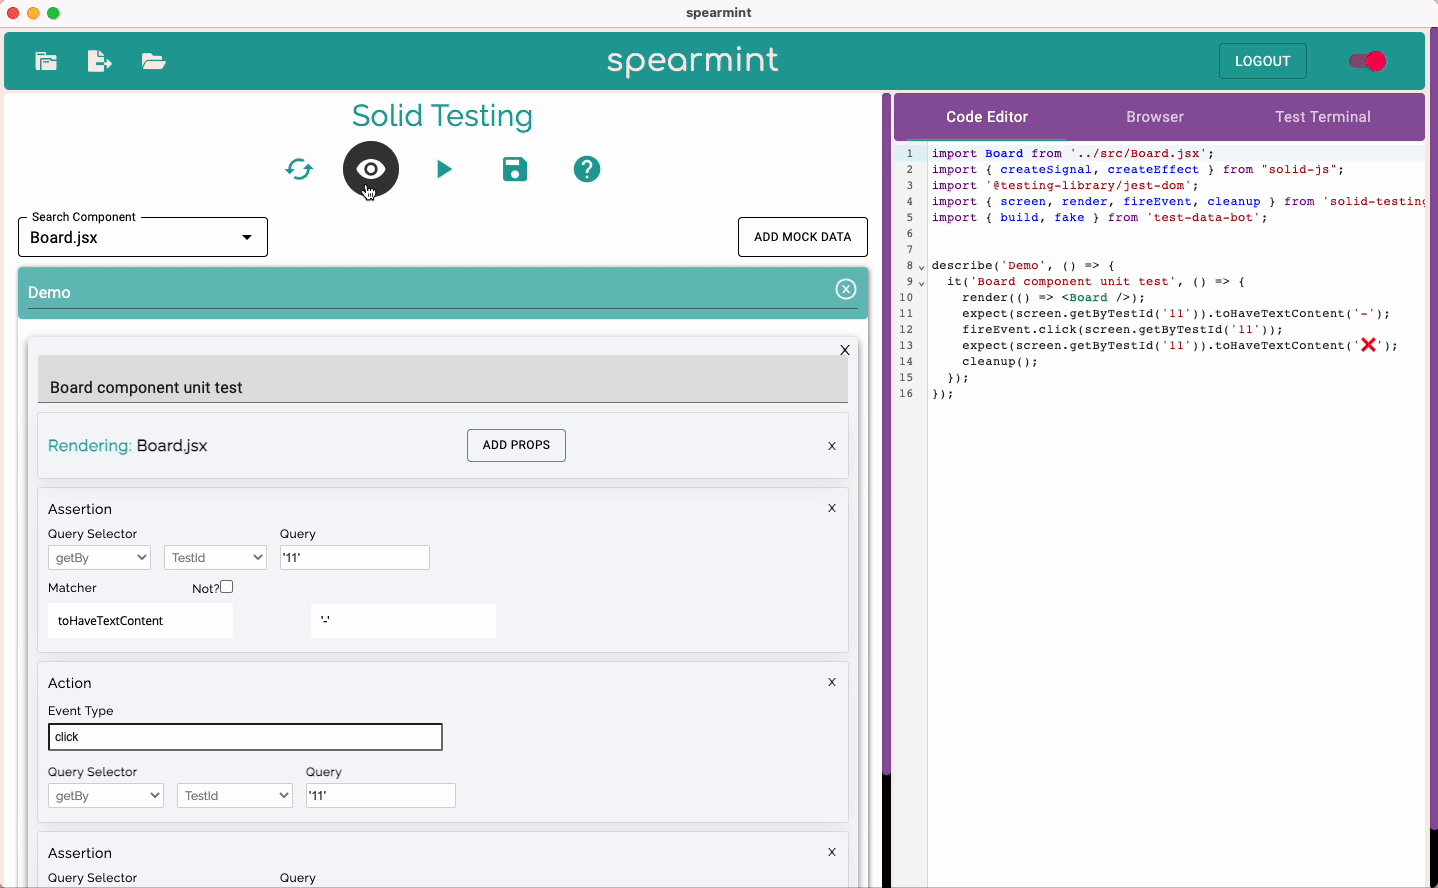 spearmint
spearmint
LOGOUT
Solid Testing
Search Component
Board.jsx
ADD MOCK DATA
Demo
X
Board component unit test
Rendering: Board.jsx
ADD PROPS
X
Assertion
X
Query Selector
Query
getBy
TestId
'11'
Matcher
Not?
toHaveTextContent
'-'
Action
X
Event Type
click
Query Selector
Query
getBy
TestId
'11'
Assertion
X
Query Selector
Query
Code Editor
Browser
Test Terminal
1 import Board from '../src/Board.jsx';
2 import { createSignal, createEffect } from "solid-js";
3 import '@testing-library/jest-dom';
4 import { screen, render, fireEvent, cleanup } from 'solid-testing
5 import { build, fake } from 'test-data-bot';
6
7
8 describe('Demo', () => {
9 it('Board component unit test', () => {
10 render(() => <Board />);
11 expect(screen.getByTestId('11')).toHaveTextContent('-');
12 fireEvent.click(screen.getByTestId('11'));
13 expect(screen.getByTestId('11')).toHaveTextContent('❌');
14 cleanup();
15 });
16 });